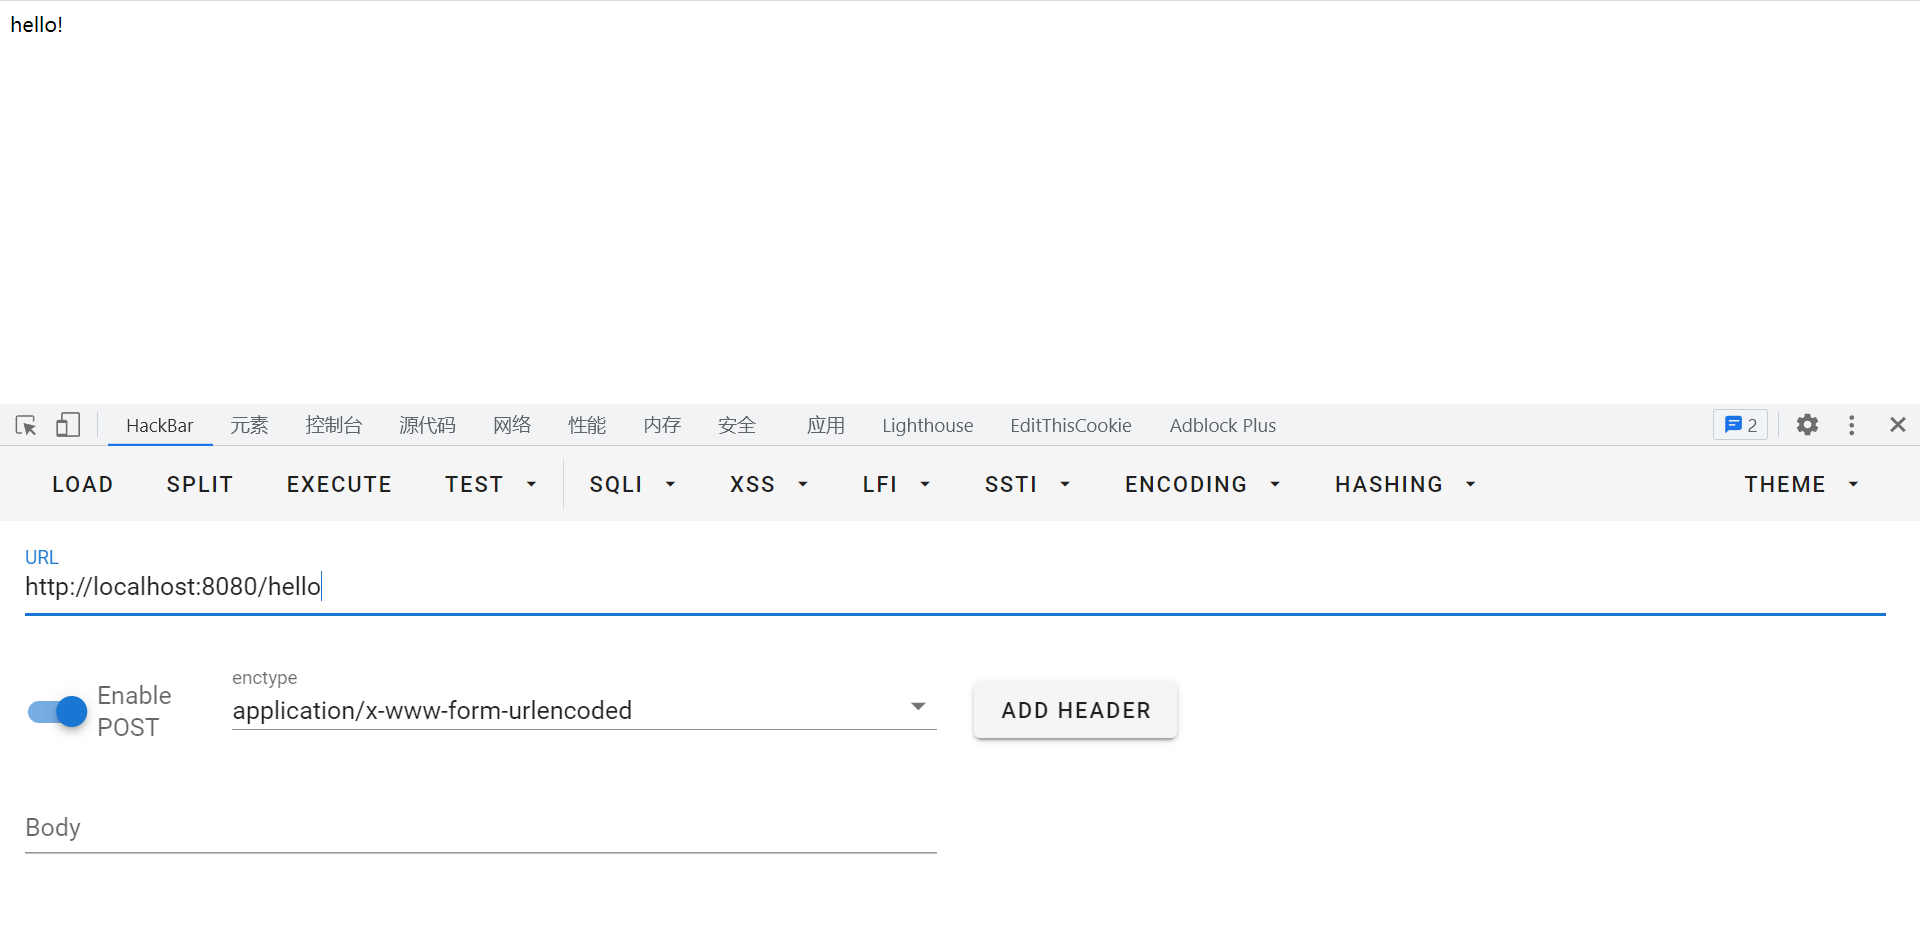 hello!
HackBar 元素 控制台 源代码 网络 性能 内存 安全 应用 Lighthouse EditThisCookie Adblock Plus 2
LOAD SPLIT EXECUTE TEST SQLI XSS LFI SSTI ENCODING HASHING THEME
URL
http://localhost:8080/hello
Enable
POST
enctype
application/x-www-form-urlencoded
ADD HEADER
Body